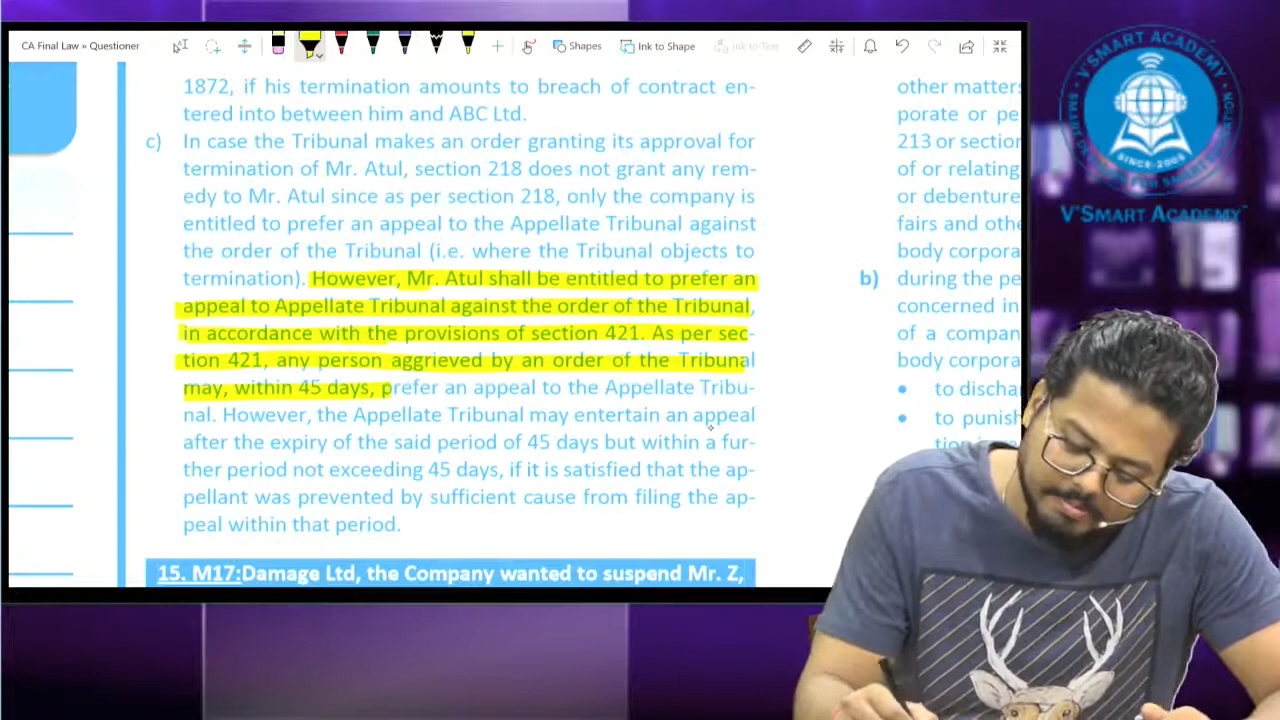 CA Final Law » Questioner
Shapes
Ink to Shape
Ink to Text
1872, if his termination amounts to breach of contract en-
tered into between him and ABC Ltd.
c) In case the Tribunal makes an order granting its approval for
termination of Mr. Atul, section 218 does not grant any rem-
edy to Mr. Atul since as per section 218, only the company is
entitled to prefer an appeal to the Appellate Tribunal against
the order of the Tribunal (i.e. where the Tribunal objects to
termination). However, Mr. Atul shall be entitled to prefer an
appeal to Appellate Tribunal against the order of the Tribunal,
in accordance with the provisions of section 421. As per sec-
tion 421, any person aggrieved by an order of the Tribunal
may, within 45 days, prefer an appeal to the Appellate Tribu-
nal. However, the Appellate Tribunal may entertain an appeal
after the expiry of the said period of 45 days but within a fur-
ther period not exceeding 45 days, if it is satisfied that the ap-
pellant was prevented by sufficient cause from filing the ap-
peal within that period.
15. M17:Damage Ltd, the Company wanted to suspend Mr. Z,
other matters
porate or pe
213 or section
of or relating
or debenture
fairs and othe
body corpora
b) during the pe
concerned in
of a compan
body corpora
• to discha
• to punish
V'SMART ACADEMY
SINCE-2005
V'SMART ACADEMY